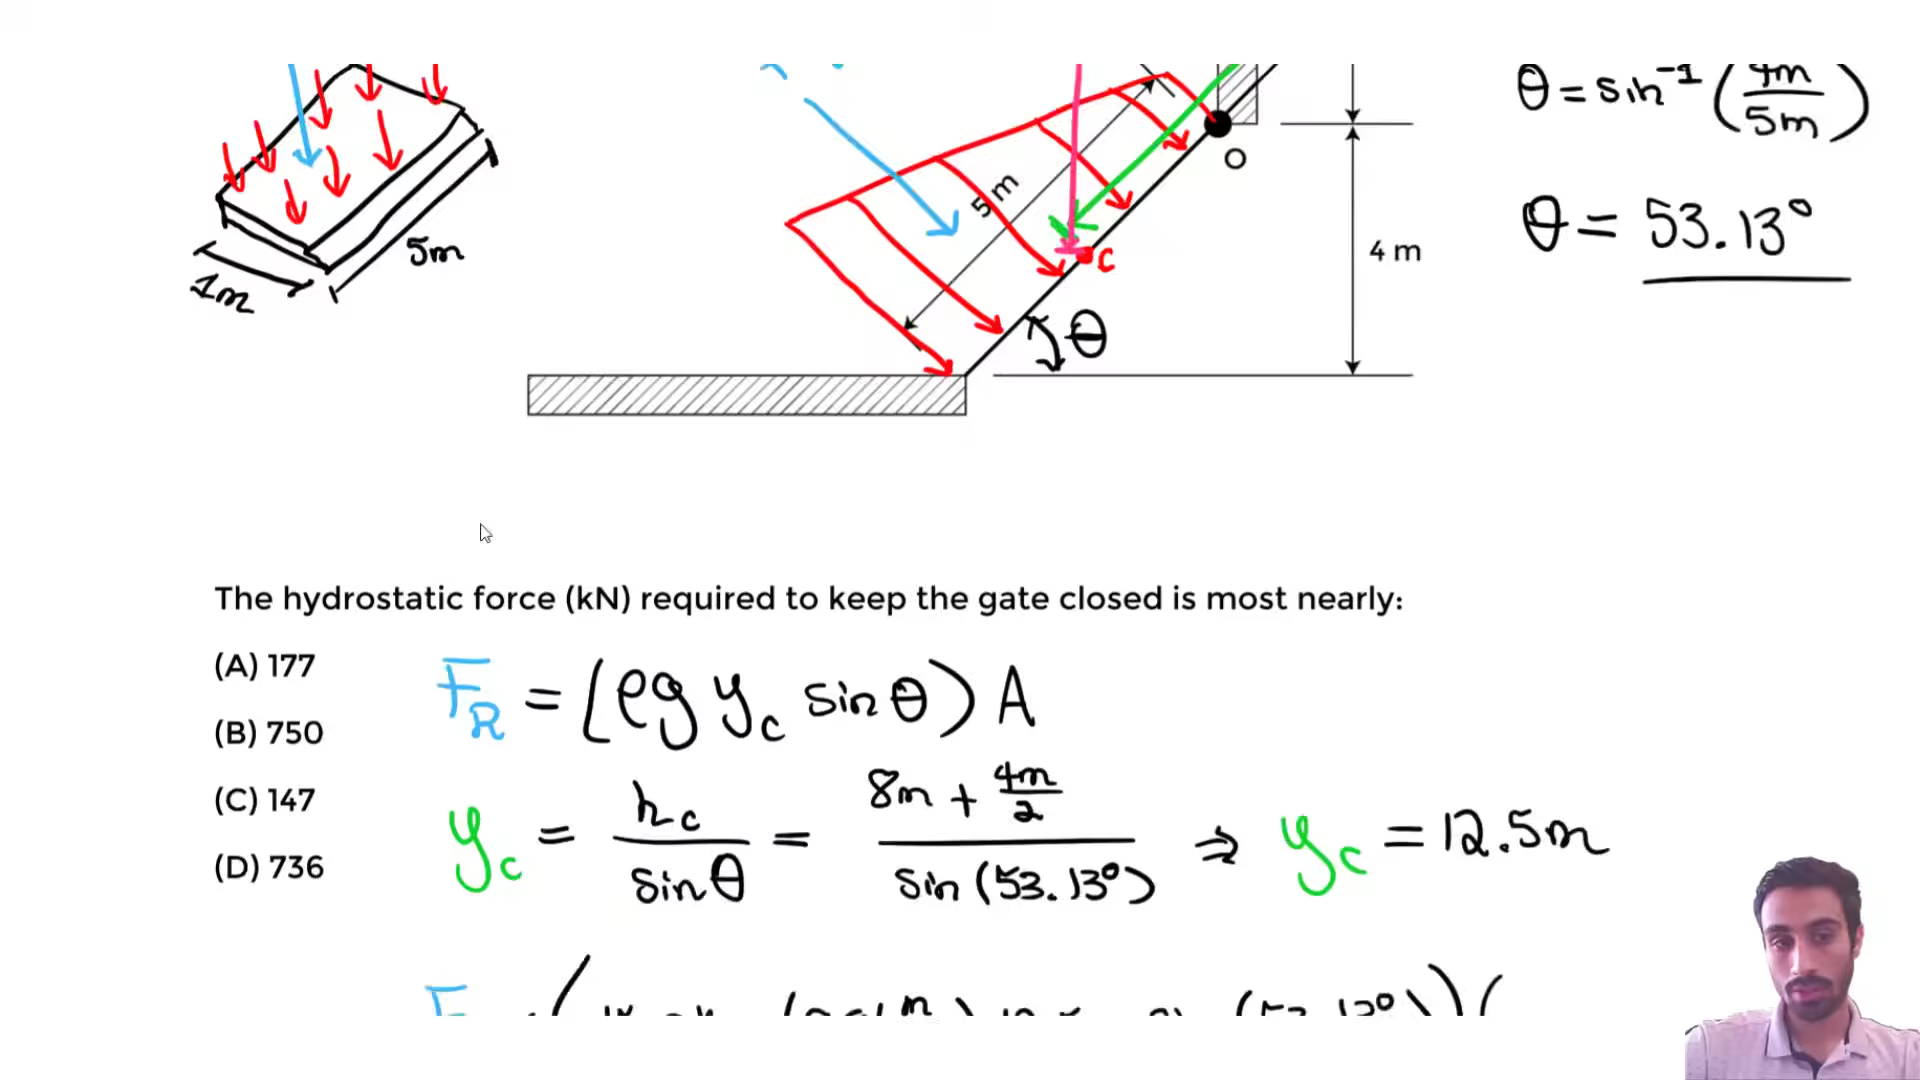 θ = sin⁻¹ (4m/5m)
θ = 53.13°
5 m
O
4 m
c
θ
1m
5m
The hydrostatic force (kN) required to keep the gate closed is most nearly:
(A) 177
(B) 750
(C) 147
(D) 736
F_R = (ρg y_c sin θ) A
y_c = h_c / sin θ = (8m + 4m/2) / sin (53.13°) ⇒ y_c = 12.5m